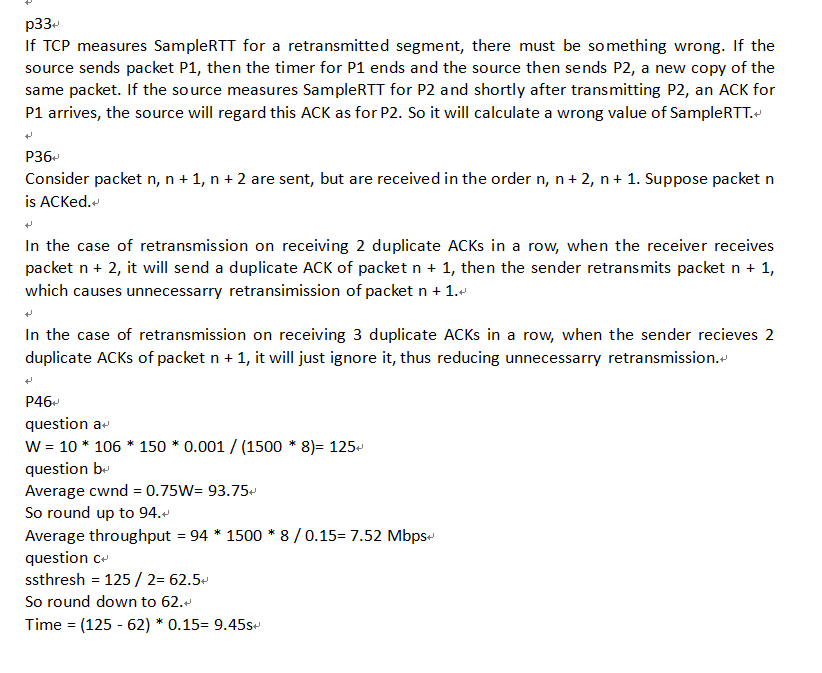 p33
If TCP measures SampleRTT for a retransmitted segment, there must be something wrong. If the
source sends packet P1, then the timer for P1 ends and the source then sends P2, a new copy of the
same packet. If the source measures SampleRTT for P2 and shortly after transmitting P2, an ACK for
P1 arrives, the source will regard this ACK as for P2. So it will calculate a wrong value of SampleRTT.
P36
Consider packet n, n + 1, n + 2 are sent, but are received in the order n, n + 2, n + 1. Suppose packet n
is ACKed.
In the case of retransmission on receiving 2 duplicate ACKs in a row, when the receiver receives
packet n + 2, it will send a duplicate ACK of packet n + 1, then the sender retransmits packet n + 1,
which causes unnecessarry retransimission of packet n + 1.
In the case of retransmission on receiving 3 duplicate ACKs in a row, when the sender recieves 2
duplicate ACKs of packet n + 1, it will just ignore it, thus reducing unnecessarry retransmission.
P46
question a
W = 10 * 106 * 150 * 0.001 / (1500 * 8)= 125
question b
Average cwnd = 0.75W= 93.75
So round up to 94.
Average throughput = 94 * 1500 * 8 / 0.15= 7.52 Mbps
question c
ssthresh = 125 / 2= 62.5
So round down to 62.
Time = (125 - 62) * 0.15= 9.45s